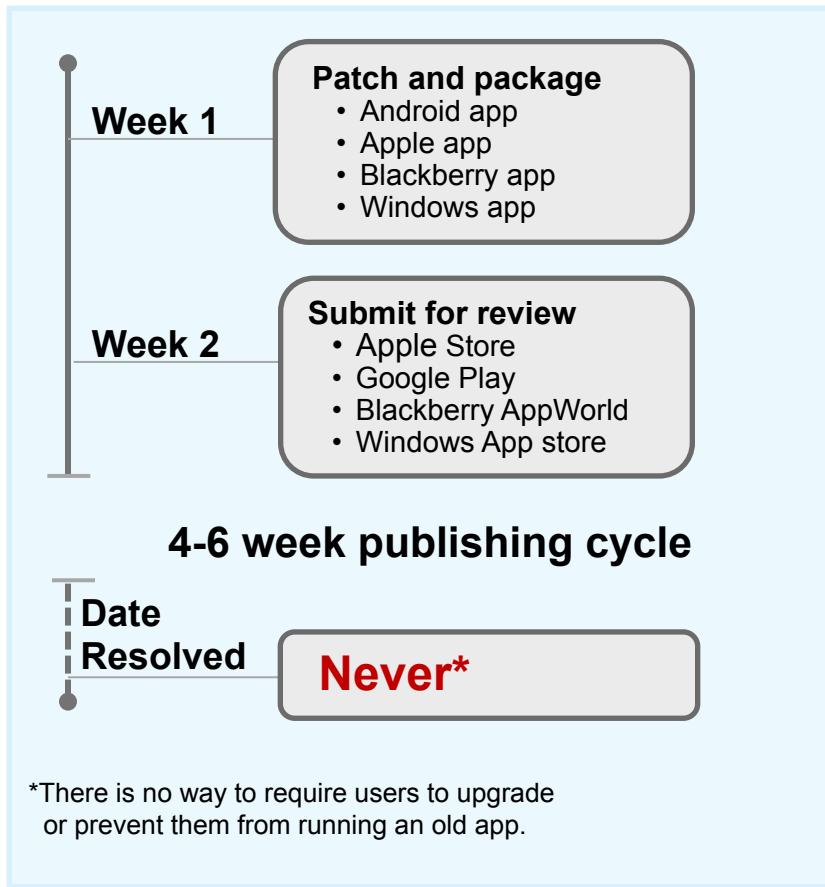 Week 1
Patch and package
• Android app
• Apple app
• Blackberry app
• Windows app
Week 2
Submit for review
• Apple Store
• Google Play
• Blackberry AppWorld
• Windows App store
4-6 week publishing cycle
Date
Resolved
Never*
*There is no way to require users to upgrade
or prevent them from running an old app.